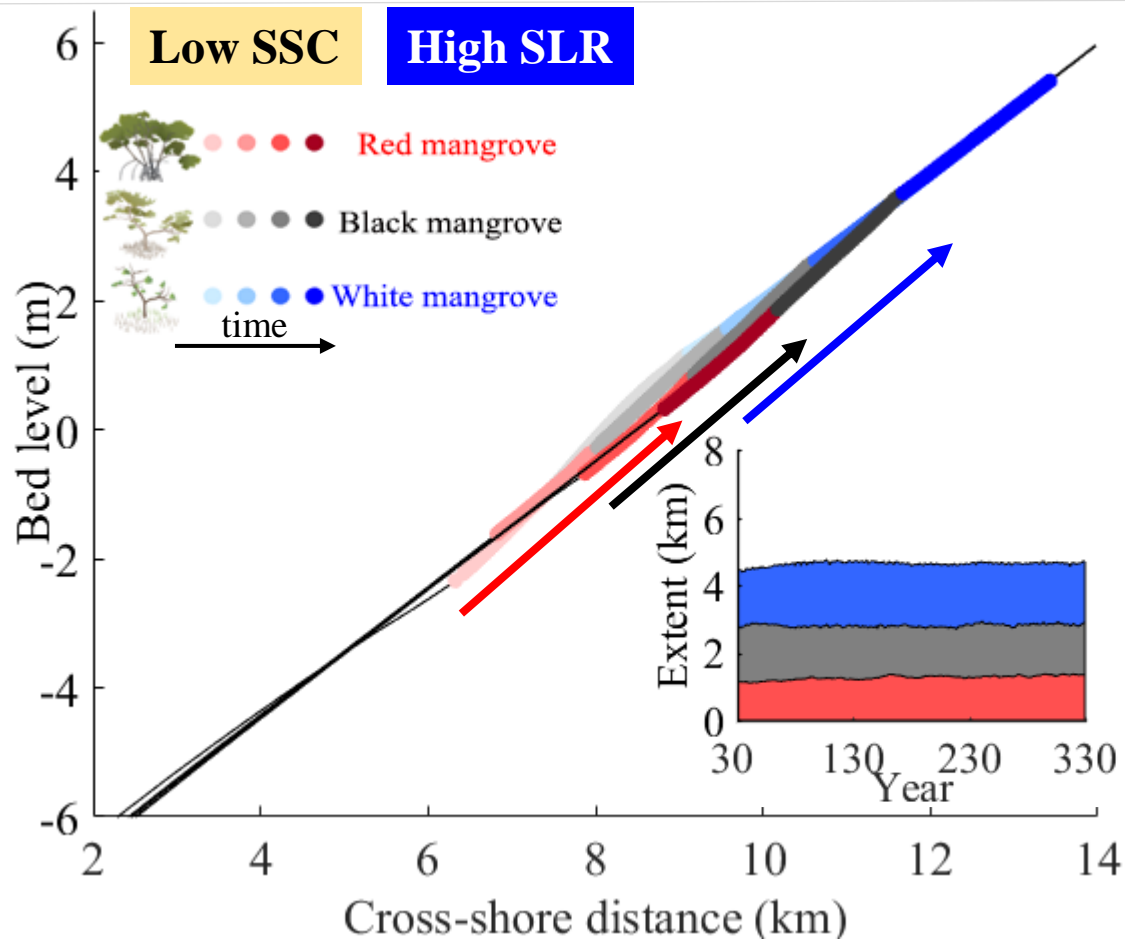 Low SSC
High SLR
Red mangrove
Black mangrove
White mangrove
time
Bed level (m)
6
4
2
0
-2
-4
-6
2
4
6
8
10
12
14
Cross-shore distance (km)
Extent (km)
8
6
4
2
0
30
130
230
330
Year